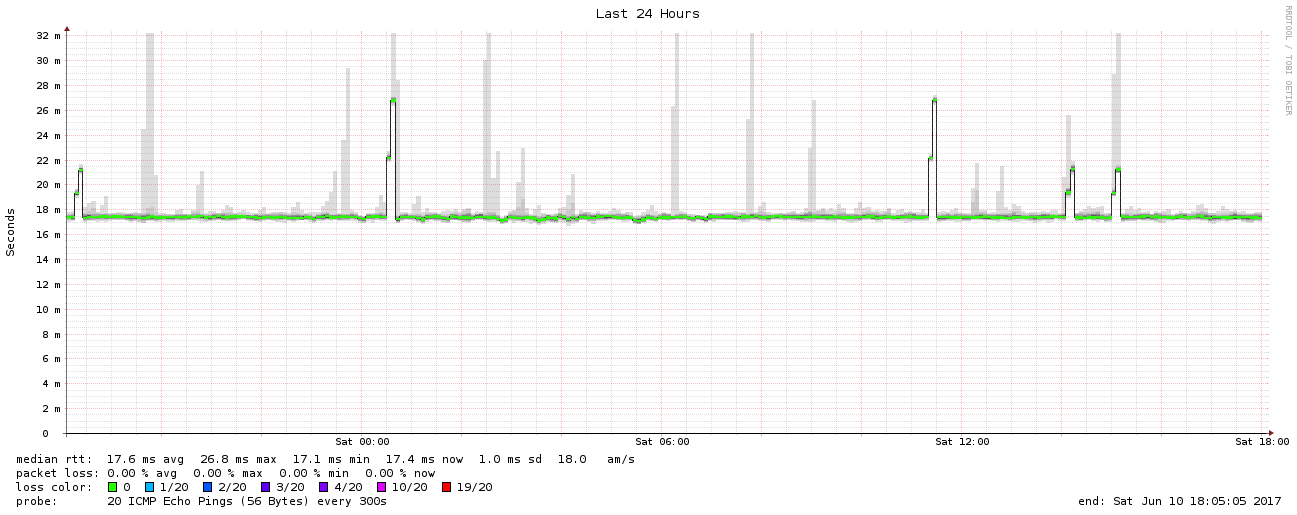 Last 24 Hours
RRDTOOL / TOBI OETIKER
Seconds
32 m
30 m
28 m
26 m
24 m
22 m
20 m
18 m
16 m
14 m
12 m
10 m
8 m
6 m
4 m
2 m
0
Sat 00:00 Sat 06:00 Sat 12:00 Sat 18:00
median rtt: 17.6 ms avg 26.8 ms max 17.1 ms min 17.4 ms now 1.0 ms sd 18.0 am/s
packet loss: 0.00 % avg 0.00 % max 0.00 % min 0.00 % now
loss color: 0 1/20 2/20 3/20 4/20 10/20 19/20
probe: 20 ICMP Echo Pings (56 Bytes) every 300s end: Sat Jun 10 18:05:05 2017